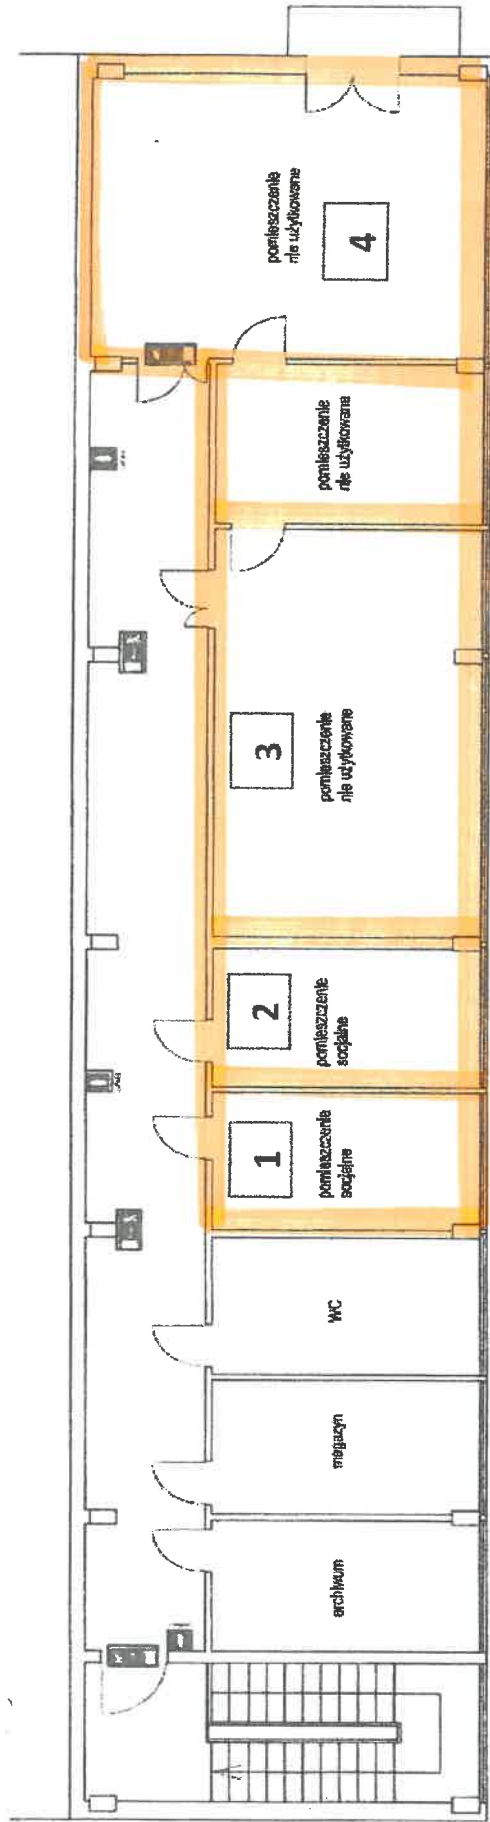 archiwum
magazyn
WC
1
pomieszczenie
socjalne
2
pomieszczenie
socjalne
3
pomieszczenie
nie użytkowane
pomieszczenie
nie użytkowane
pomieszczenie
nie użytkowane
4